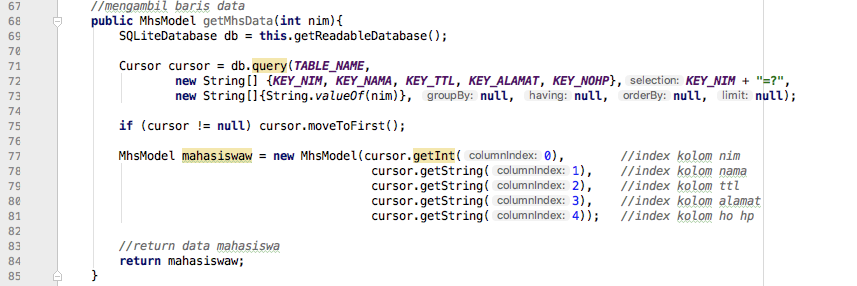 67 //mengambil baris data
68 public MhsModel getMhsData(int nim){
69 SQLiteDatabase db = this.getReadableDatabase();
70
71 Cursor cursor = db.query(TABLE_NAME,
72 new String[] {KEY_NIM, KEY_NAMA, KEY_TTL, KEY_ALAMAT, KEY_NOHP}, selection: KEY_NIM + "=?",
73 new String[]{String.valueOf(nim)}, groupBy: null, having: null, orderBy: null, limit: null);
74
75 if (cursor != null) cursor.moveToFirst();
76
77 MhsModel mahasiswaw = new MhsModel(cursor.getInt( columnIndex: 0), //index kolom nim
78 cursor.getString( columnIndex: 1), //index kolom nama
79 cursor.getString( columnIndex: 2), //index kolom ttl
80 cursor.getString( columnIndex: 3), //index kolom alamat
81 cursor.getString( columnIndex: 4)); //index kolom ho hp
82
83 //return data mahasiswa
84 return mahasiswaw;
85 }